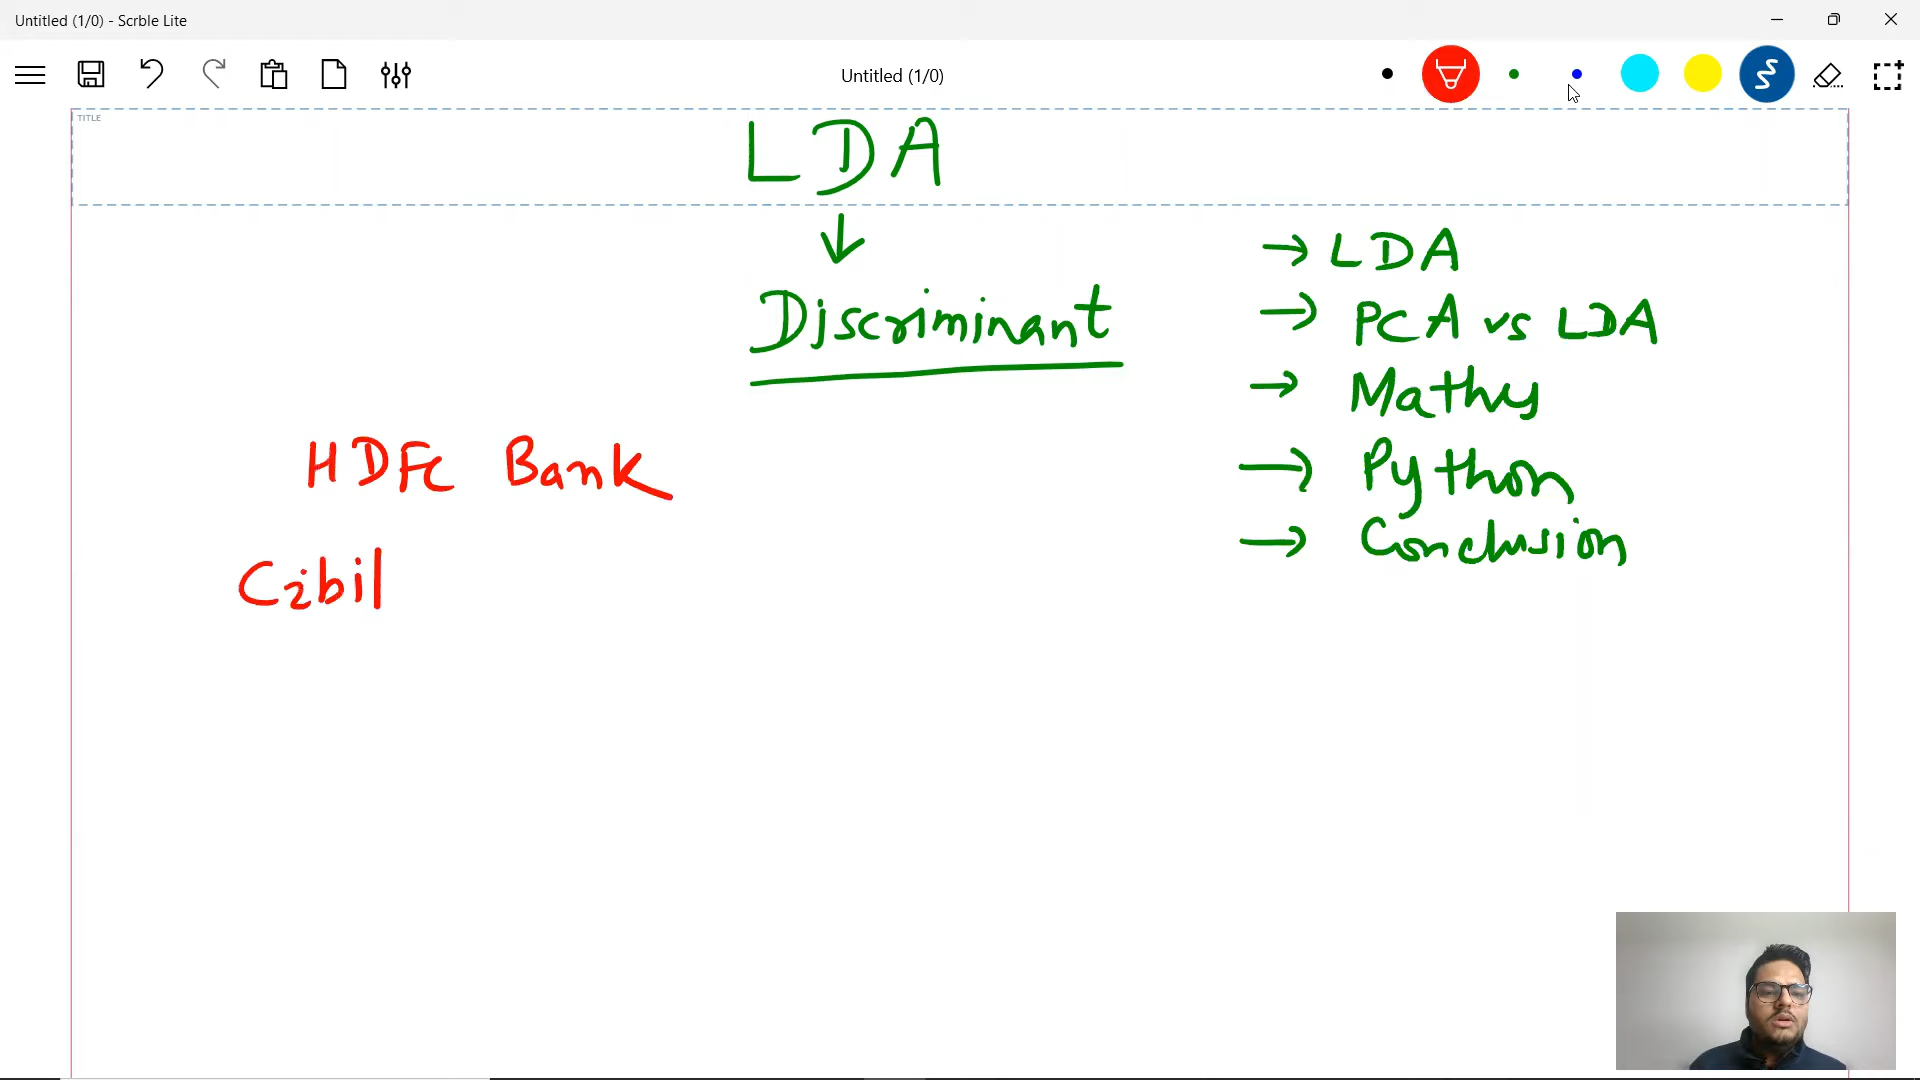 Untitled (1/0) - Scrble Lite
Untitled (1/0)
TITLE
LDA
Discriminant
→ LDA
→ PCA vs LDA
→ Maths
→ Python
→ Conclusion
HDFC Bank
Cibil